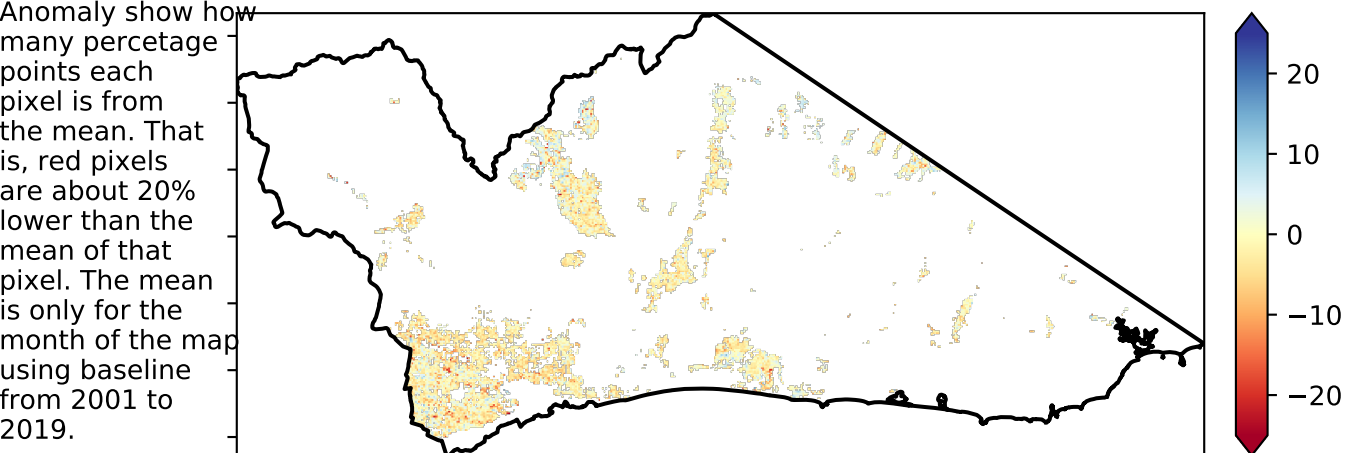 Anomaly show how
many percetage
points each
pixel is from
the mean. That
is, red pixels
are about 20%
lower than the
mean of that
pixel. The mean
is only for the
month of the map
using baseline
from 2001 to
2019.
20
10
0
−10
−20